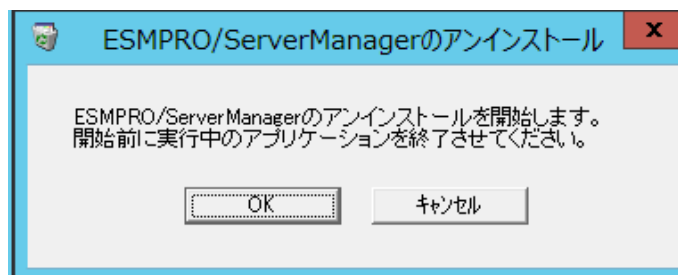 ESMPRO/ServerManagerのアンインストール
x
ESMPRO/ServerManagerのアンインストールを開始します。
開始前に実行中のアプリケーションを終了させてください。
OK
キャンセル